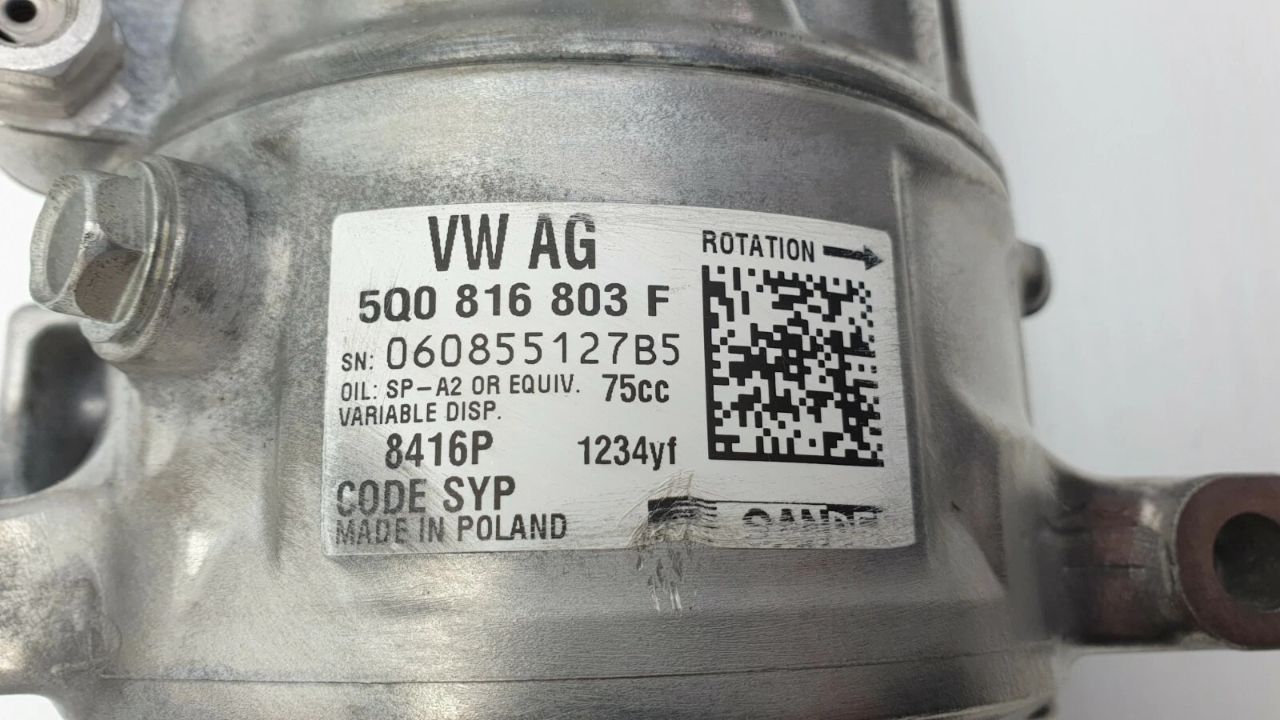 VW AG
ROTATION
5Q0 816 803 F
SN: 060855127B5
OIL: SP-A2 OR EQUIV. 75cc
VARIABLE DISP.
8416P 1234yf
CODE SYP
MADE IN POLAND